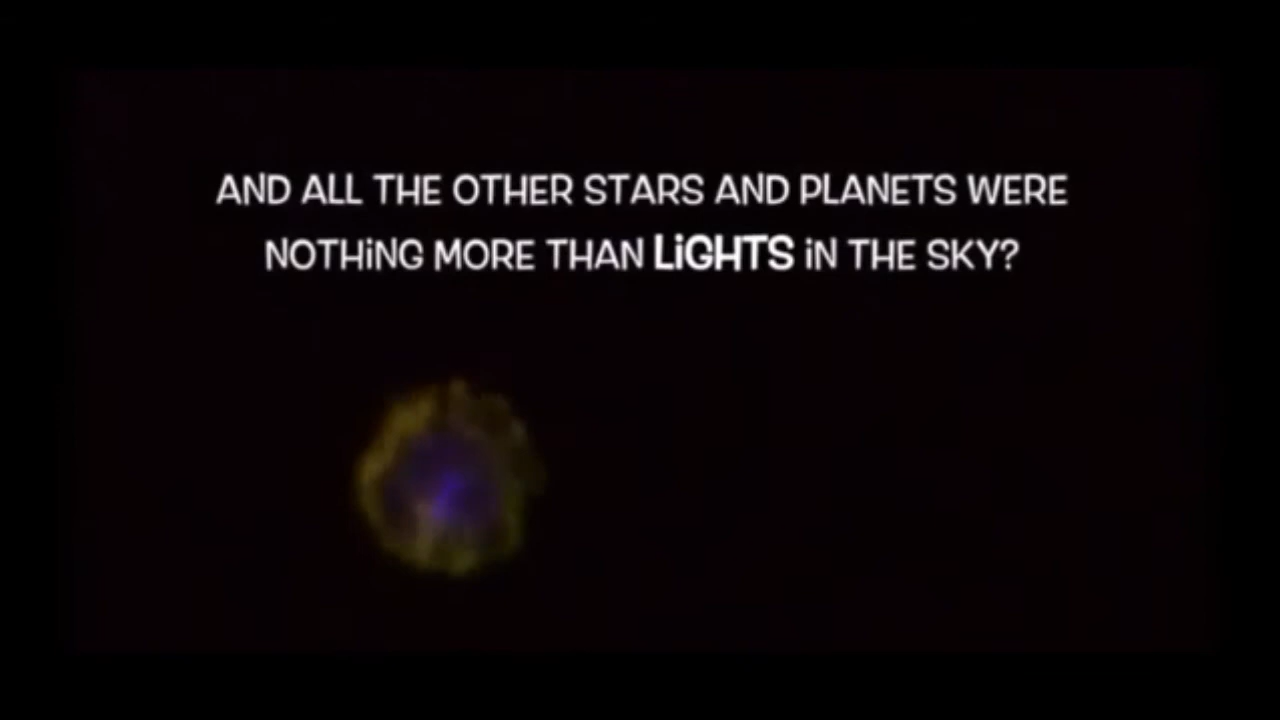 AND ALL THE OTHER STARS AND PLANETS WERE
NOTHiNG MORE THAN LiGHTS iN THE SKY?